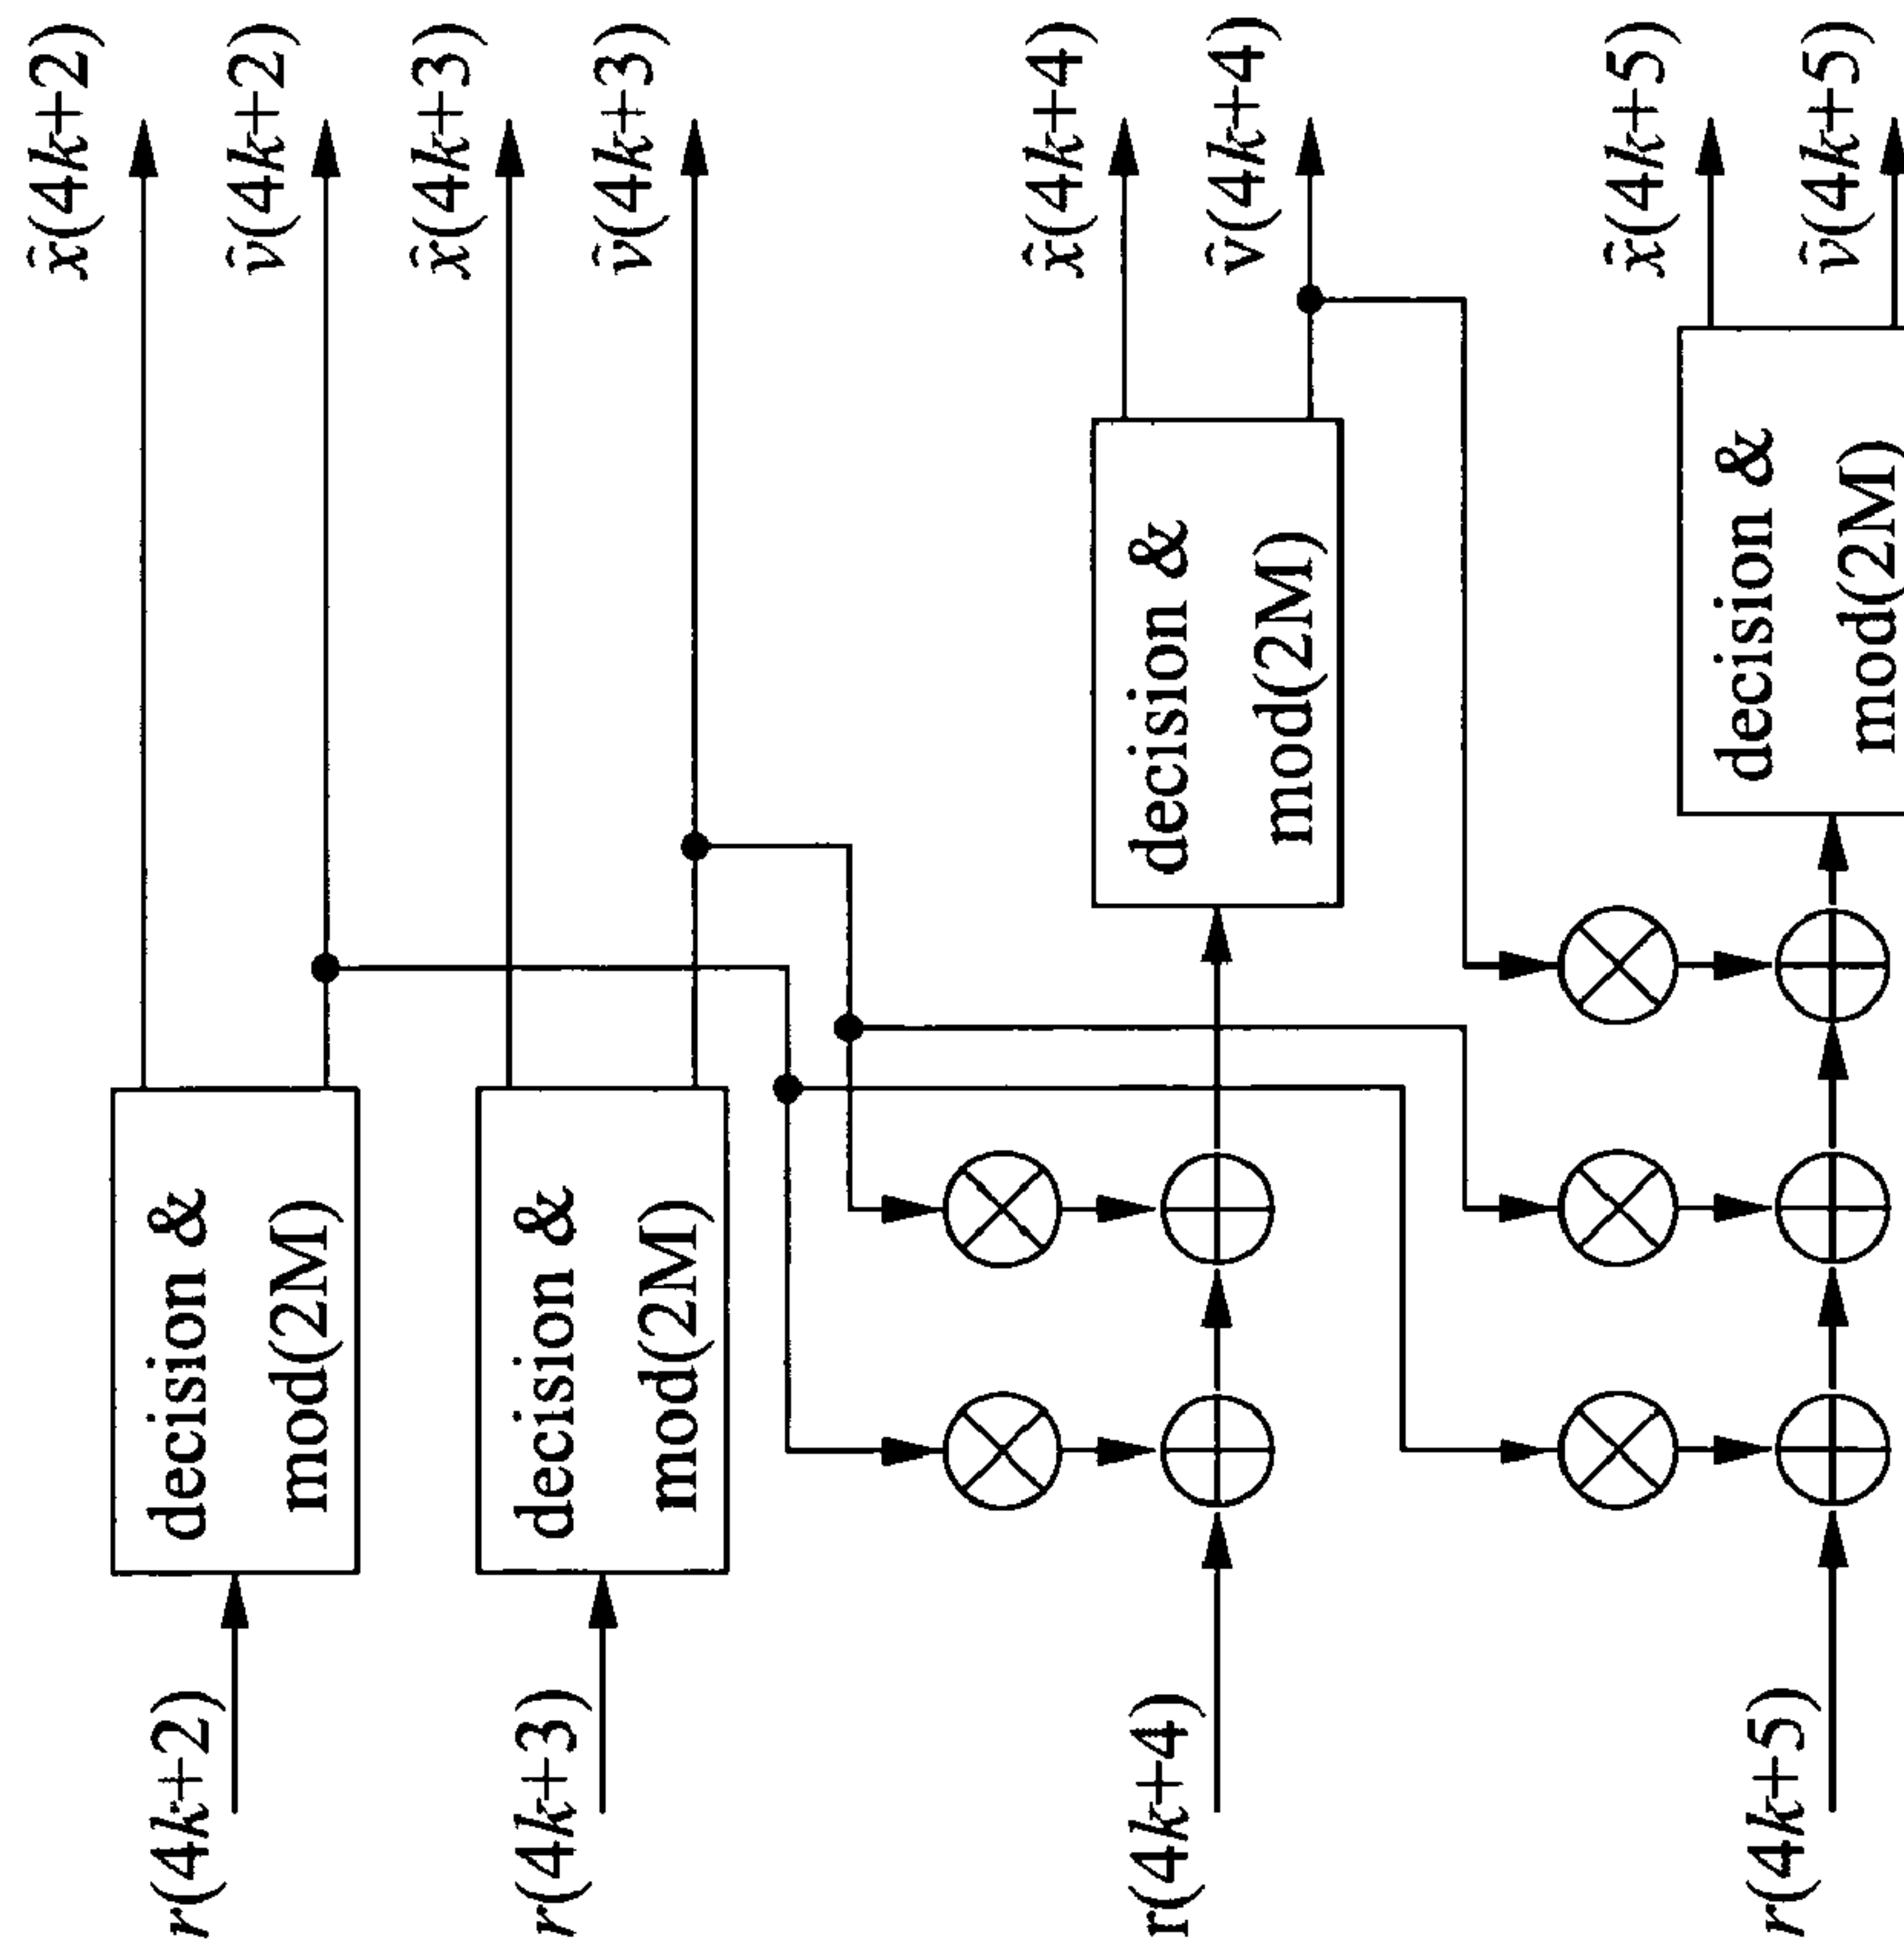 x̃(4k+2)
ṽ(4k+2)
x̃(4k+3)
ṽ(4k+3)
x̃(4k+4)
ṽ(4k+4)
x̃(4k+5)
ṽ(4k+5)
decision &
mod(2M)
decision &
mod(2M)
decision &
mod(2M)
decision &
mod(2M)
r(4k+2)
r(4k+3)
r(4k+4)
r(4k+5)